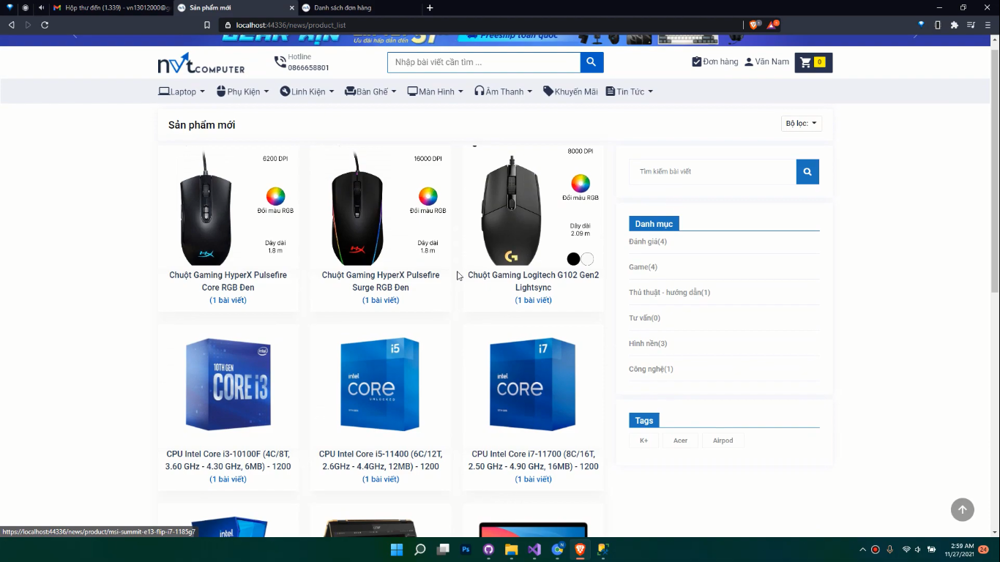 Hộp thư đến (1.339) - vn13012000@g
Sản phẩm mới
Danh sách đơn hàng
localhost:44336/news/product_list
Freeship toàn quốc
Ưu đãi hấp dẫn đến
nvt COMPUTER
Hotline
0866658801
Nhập bài viết cần tìm ...
Đơn hàng
Văn Nam
0
Laptop
Phụ Kiện
Linh Kiện
Bàn Ghế
Màn Hình
Âm Thanh
Khuyến Mãi
Tin Tức
Sản phẩm mới
Bộ lọc:
6200 DPI
Đổi màu RGB
Dây dài
1.8 m
Chuột Gaming HyperX Pulsefire
Core RGB Đen
(1 bài viết)
16000 DPI
Đổi màu RGB
Dây dài
1.8 m
Chuột Gaming HyperX Pulsefire
Surge RGB Đen
(1 bài viết)
8000 DPI
Đổi màu RGB
Dây dài
2.09 m
Chuột Gaming Logitech G102 Gen2
Lightsync
(1 bài viết)
Tìm kiếm bài viết
Danh mục
Đánh giá(4)
Game(4)
Thủ thuật - hướng dẫn(1)
Tư vấn(0)
Hình nền(3)
Công nghệ(1)
Tags
K+
Acer
Airpod
intel
10TH GEN
CORE i3
CPU Intel Core i3-10100F (4C/8T,
3.60 GHz - 4.30 GHz, 6MB) - 1200
(1 bài viết)
i5
intel
CORE
UNLOCKED
CPU Intel Core i5-11400 (6C/12T,
2.6GHz - 4.4GHz, 12MB) - 1200
(1 bài viết)
i7
intel
CORE
CPU Intel Core i7-11700 (8C/16T,
2.50 GHz - 4.90 GHz, 16MB) - 1200
(1 bài viết)
intel
https://localhost:44336/news/product/msi-summit-e13-flip-i7-1185g7
Ps
2:59 AM
11/27/2021
24